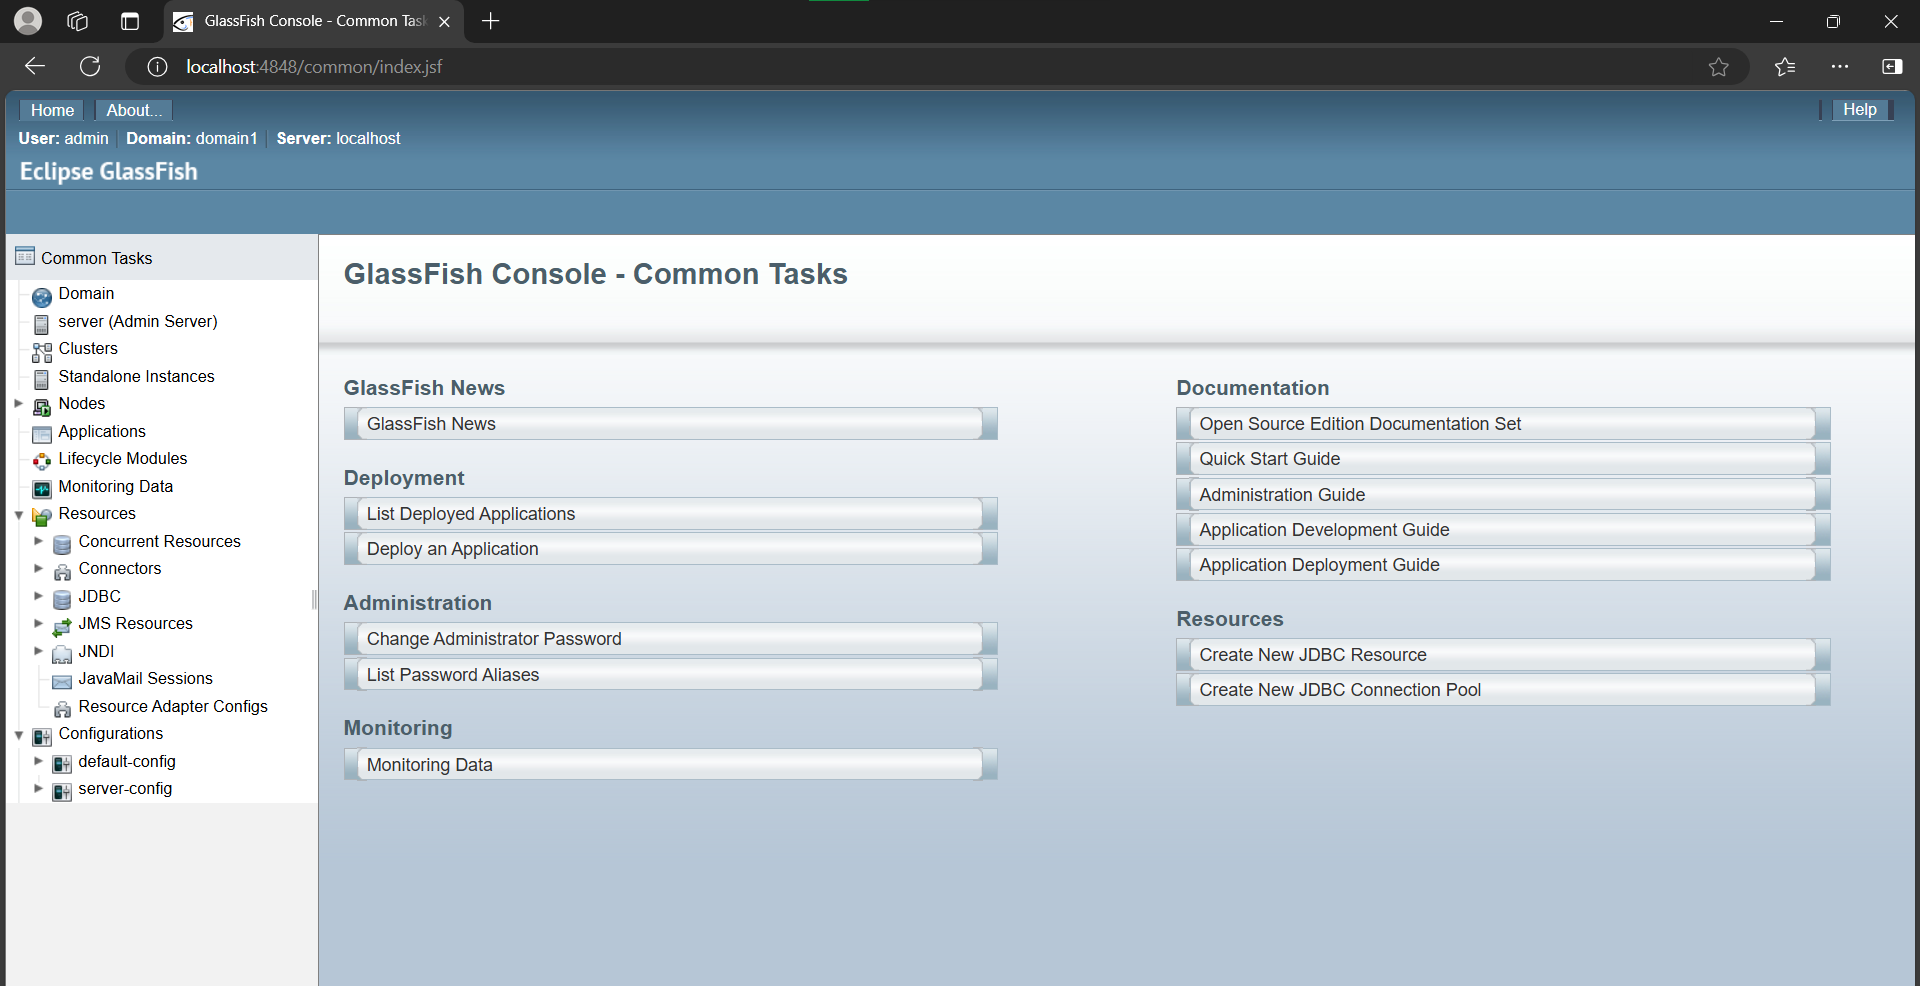 GlassFish Console - Common Tas
localhost:4848/common/index.jsf
Home About... Help
User: admin Domain: domain1 Server: localhost
Eclipse GlassFish
Common Tasks
Domain
server (Admin Server)
Clusters
Standalone Instances
Nodes
Applications
Lifecycle Modules
Monitoring Data
Resources
Concurrent Resources
Connectors
JDBC
JMS Resources
JNDI
JavaMail Sessions
Resource Adapter Configs
Configurations
default-config
server-config
GlassFish Console - Common Tasks
GlassFish News
GlassFish News
Deployment
List Deployed Applications
Deploy an Application
Administration
Change Administrator Password
List Password Aliases
Monitoring
Monitoring Data
Documentation
Open Source Edition Documentation Set
Quick Start Guide
Administration Guide
Application Development Guide
Application Deployment Guide
Resources
Create New JDBC Resource
Create New JDBC Connection Pool